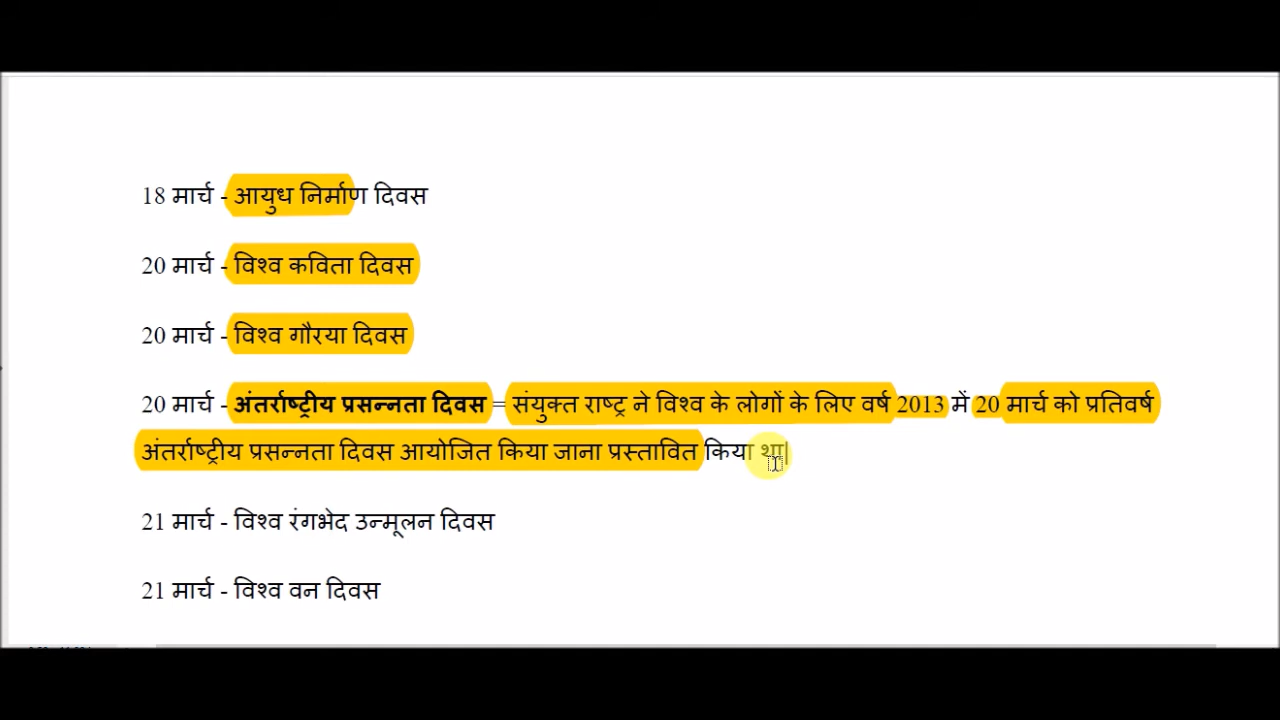 18 मार्च - आयुध निर्माण दिवस
20 मार्च - विश्व कविता दिवस
20 मार्च - विश्व गौरया दिवस
20 मार्च - अंतर्राष्ट्रीय प्रसन्नता दिवस = संयुक्त राष्ट्र ने विश्व के लोगों के लिए वर्ष 2013 में 20 मार्च को प्रतिवर्ष
अंतर्राष्ट्रीय प्रसन्नता दिवस आयोजित किया जाना प्रस्तावित किया था|
21 मार्च - विश्व रंगभेद उन्मूलन दिवस
21 मार्च - विश्व वन दिवस